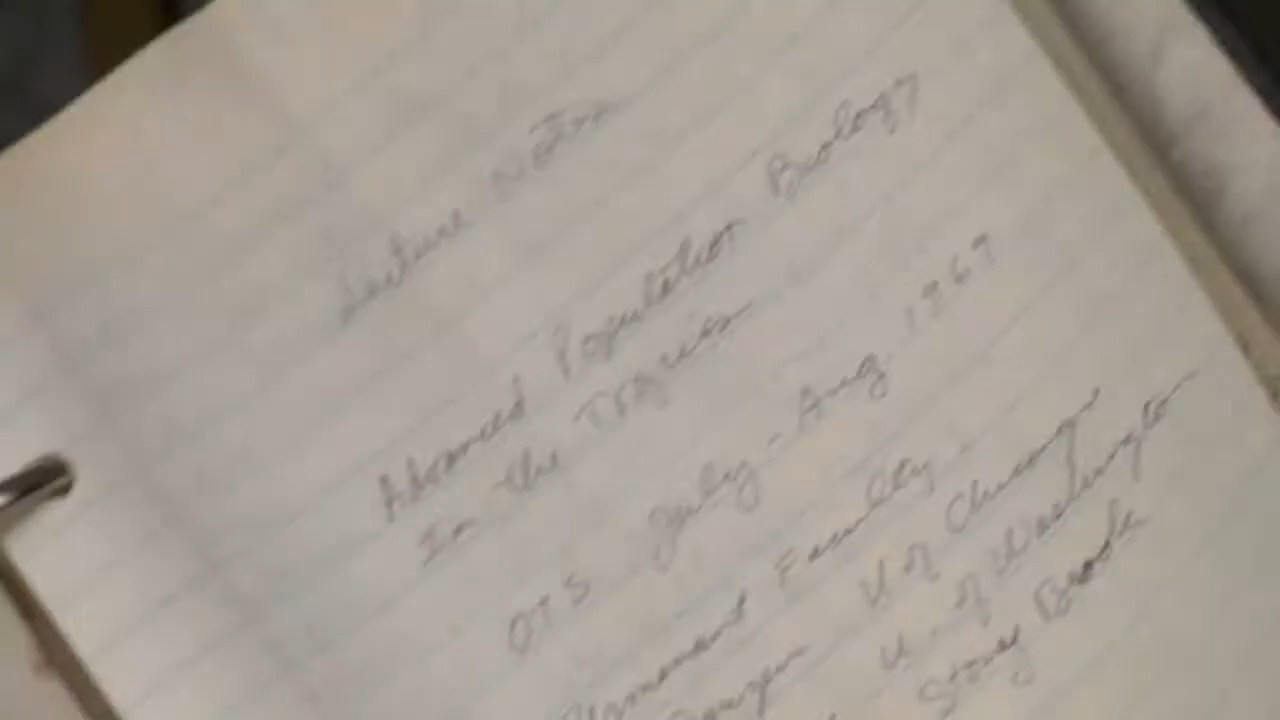 Lecture Notes
Advanced Population Biology
In the Tropics
OTS July - Aug 1969
Permanent Faculty -
Janzen U of Chicago
U. of Washington
Stony Brook